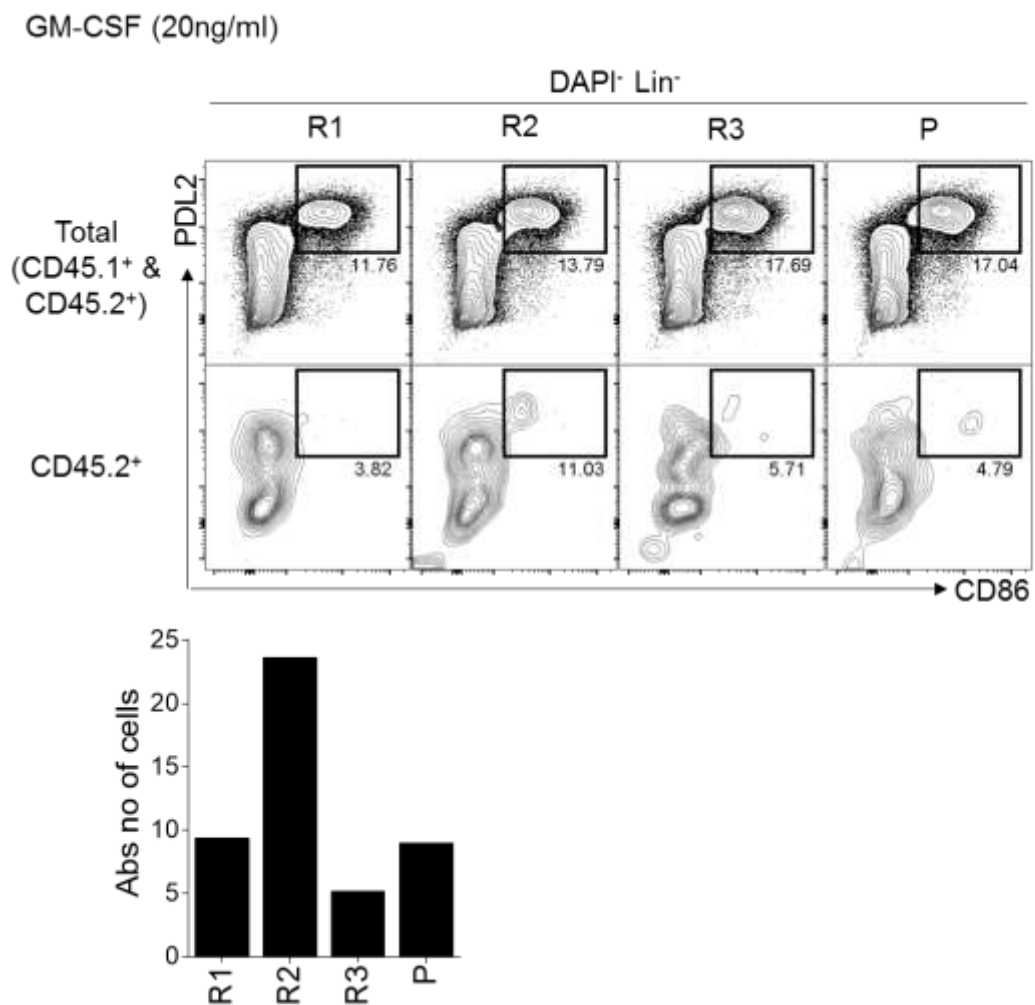 GM-CSF (20ng/ml)
DAPI- Lin-
R1 R2 R3 P
PDL2
Total
(CD45.1+ &
CD45.2+)
11.76 13.79 17.69 17.04
CD45.2+
3.82 11.03 5.71 4.79
CD86
Abs no of cells
25
20
15
10
5
0
R1 R2 R3 P